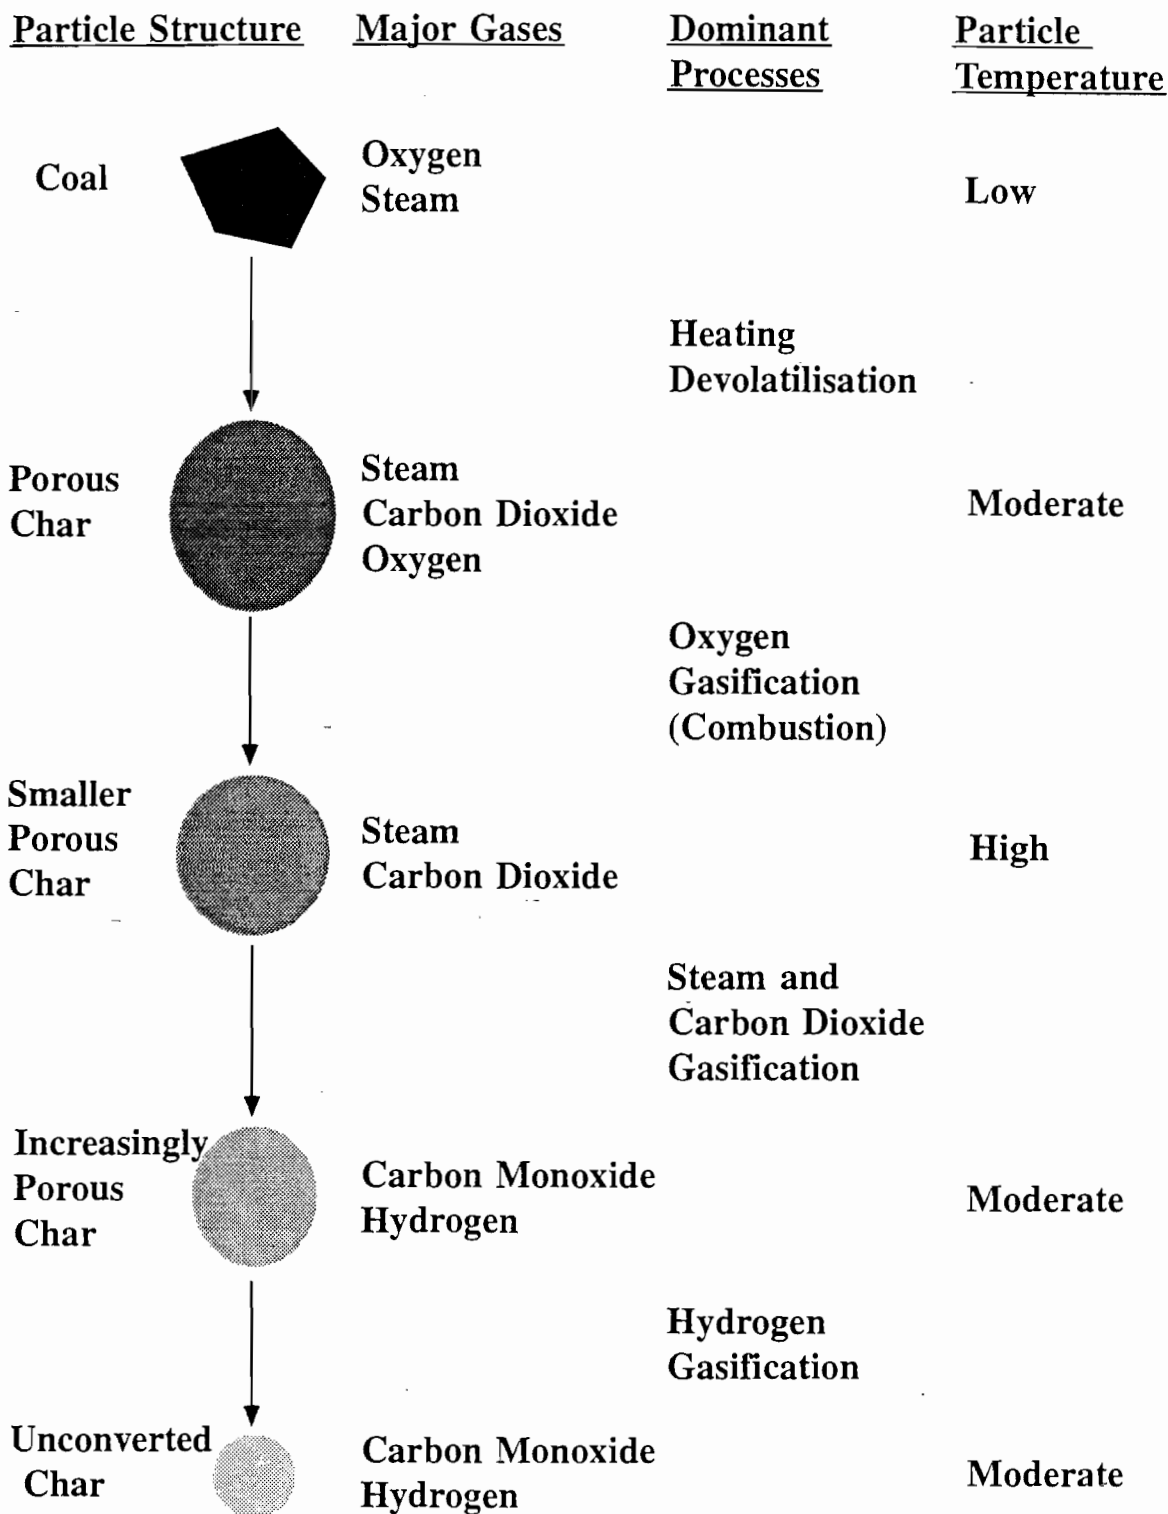 Particle Structure Major Gases Dominant Processes Particle Temperature
Coal
Oxygen
Steam
Low
Heating
Devolatilisation
Porous
Char
Steam
Carbon Dioxide
Oxygen
Moderate
Oxygen
Gasification
(Combustion)
Smaller
Porous
Char
Steam
Carbon Dioxide
High
Steam and
Carbon Dioxide
Gasification
Increasingly
Porous
Char
Carbon Monoxide
Hydrogen
Moderate
Hydrogen
Gasification
Unconverted
Char
Carbon Monoxide
Hydrogen
Moderate